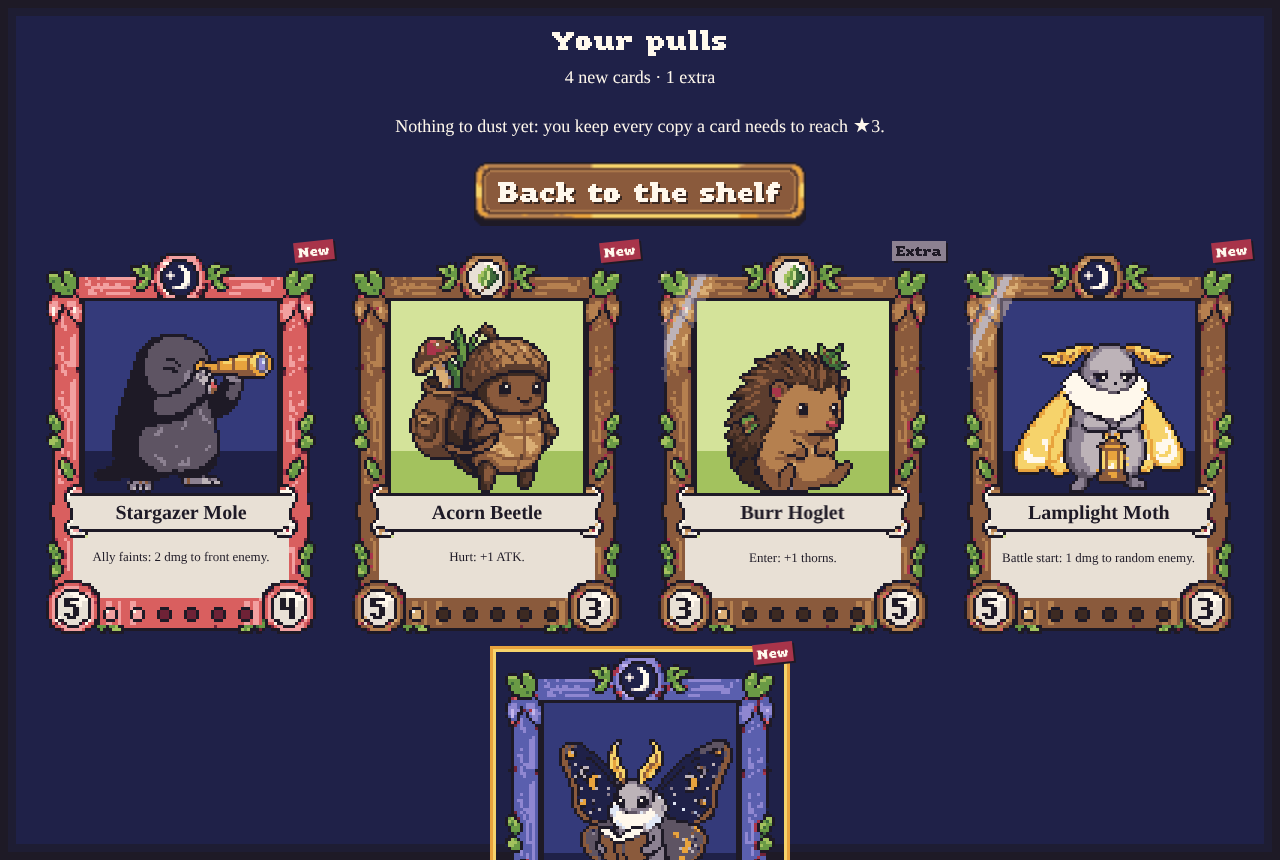 Your pulls
4 new cards · 1 extra
Nothing to dust yet: you keep every copy a card needs to reach ★3.
Back to the shelf
New
New
Extra
New
Stargazer Mole
Ally faints: 2 dmg to front enemy.
5
4
Acorn Beetle
Hurt: +1 ATK.
5
3
Burr Hoglet
Enter: +1 thorns.
3
5
Lamplight Moth
Battle start: 1 dmg to random enemy.
5
3
New